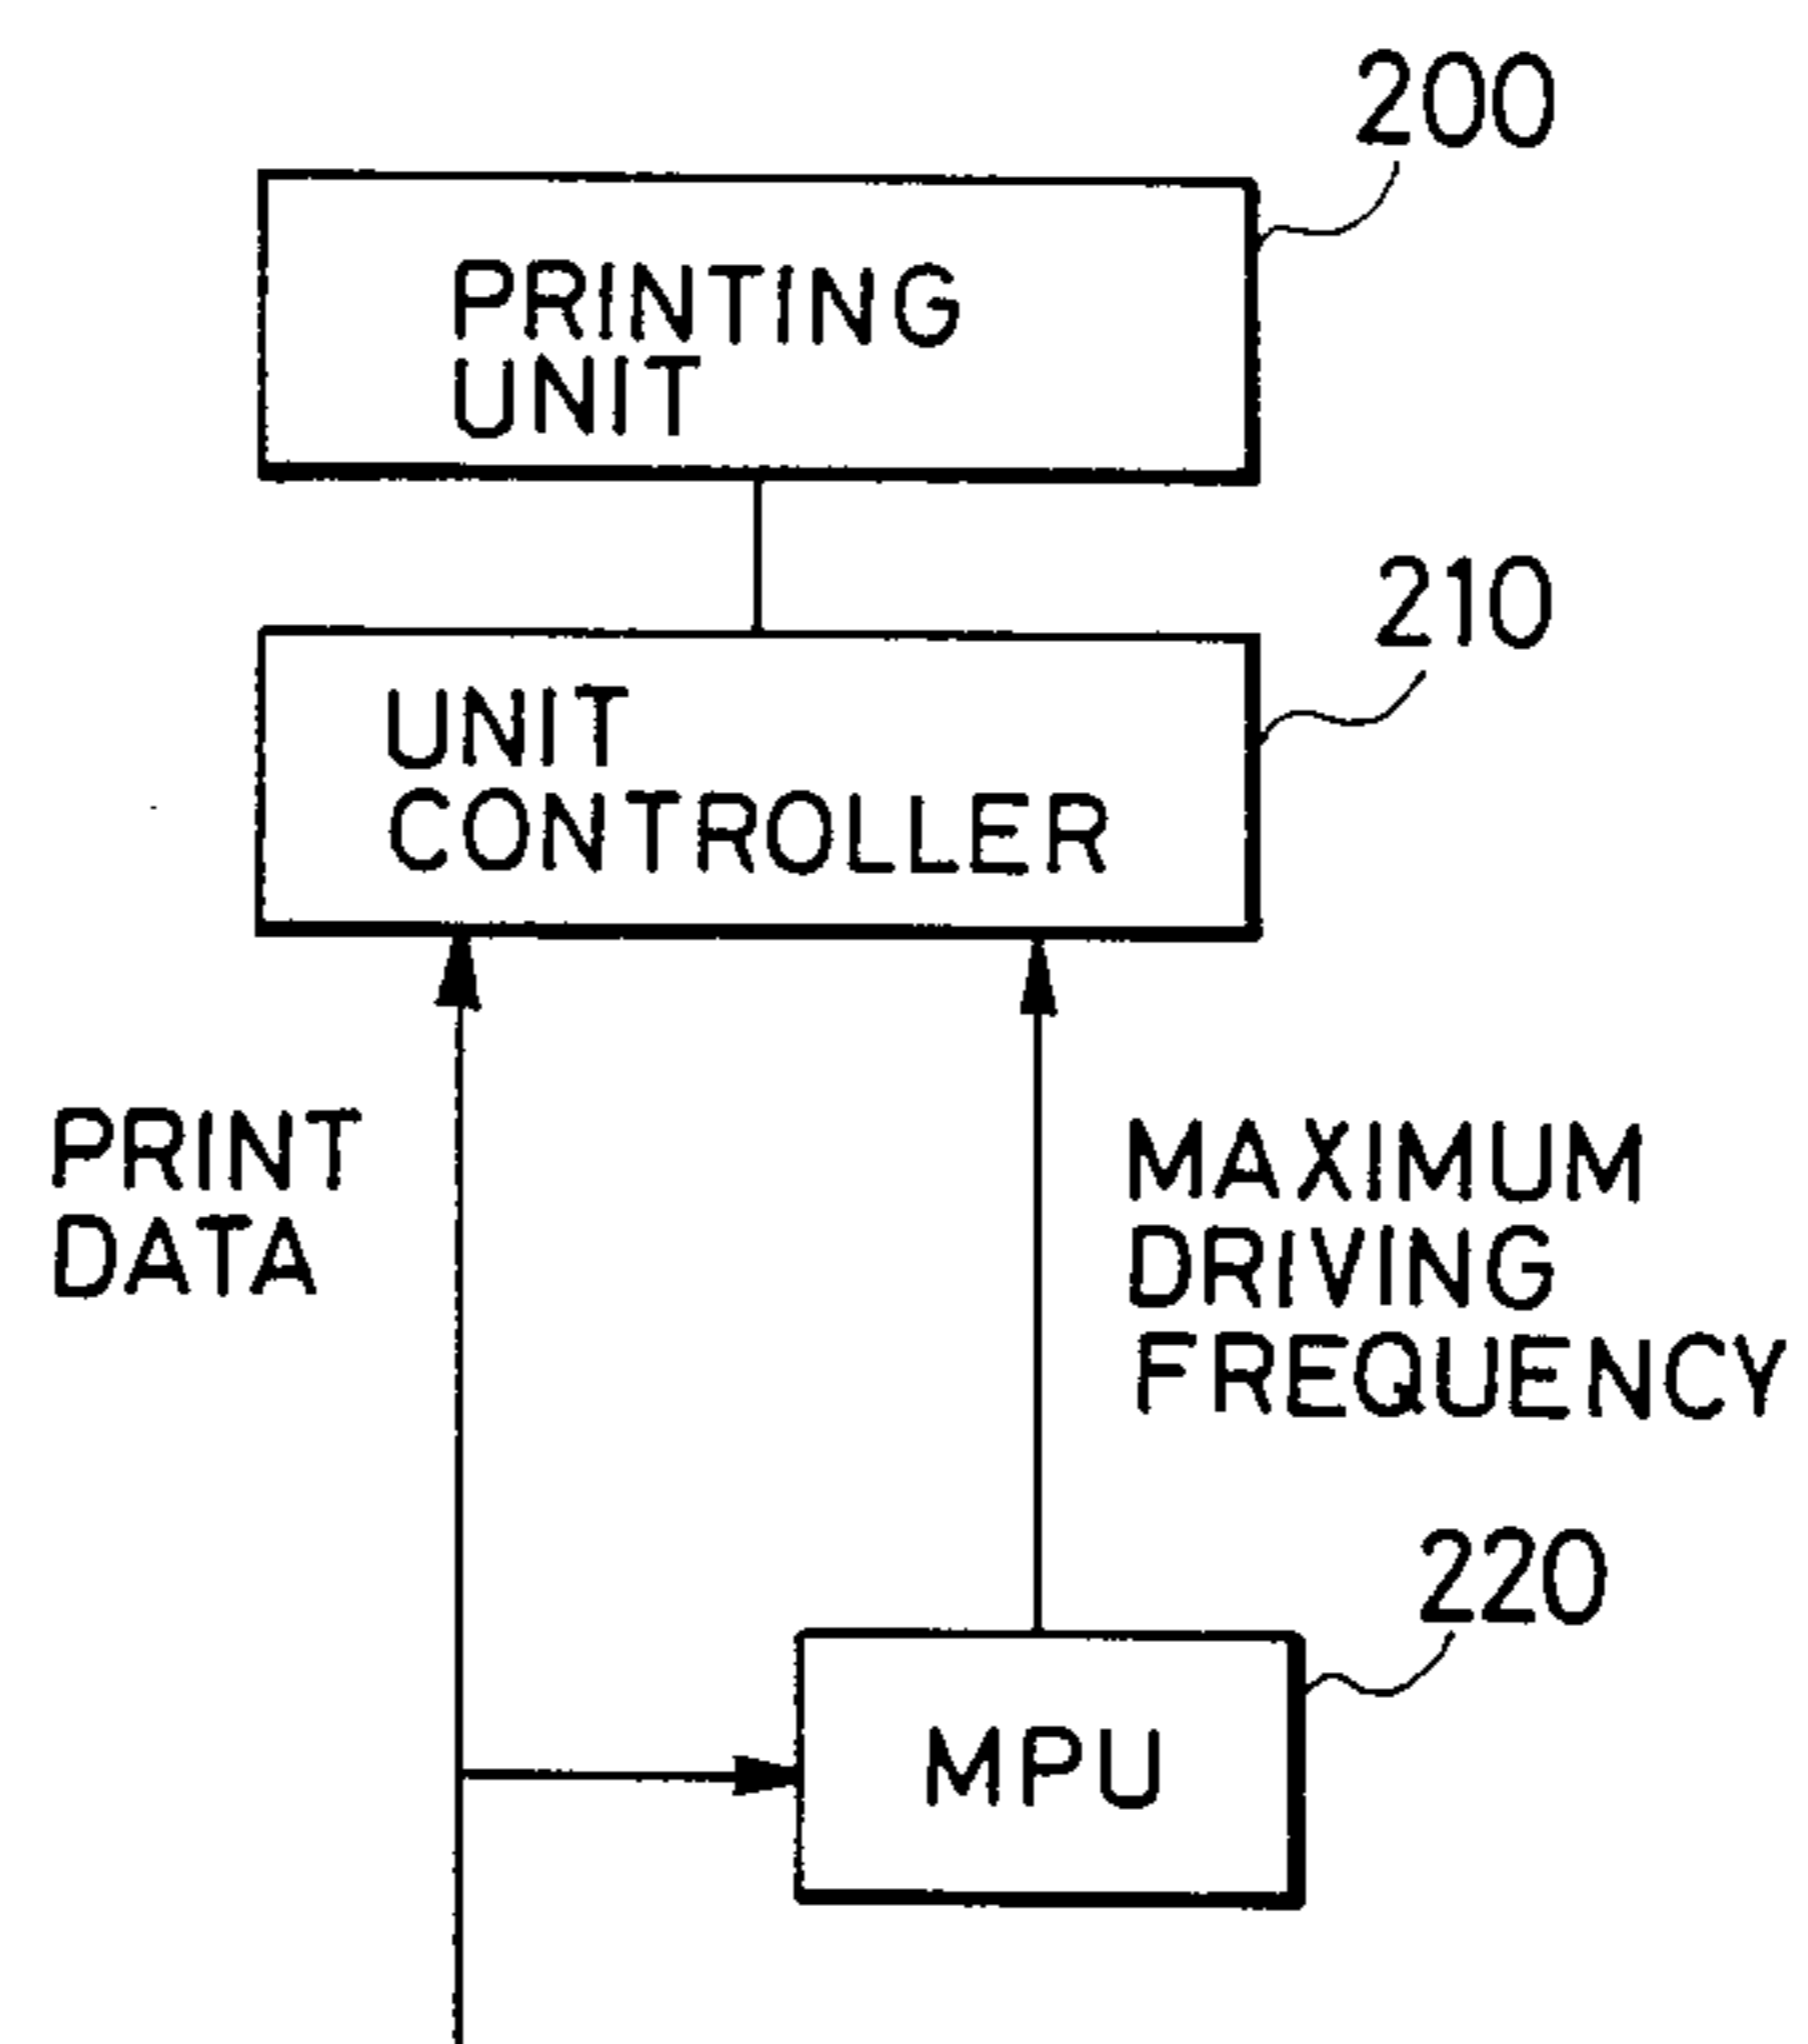 200
PRINTING
UNIT
210
UNIT
CONTROLLER
PRINT
DATA
MAXIMUM
DRIVING
FREQUENCY
220
MPU